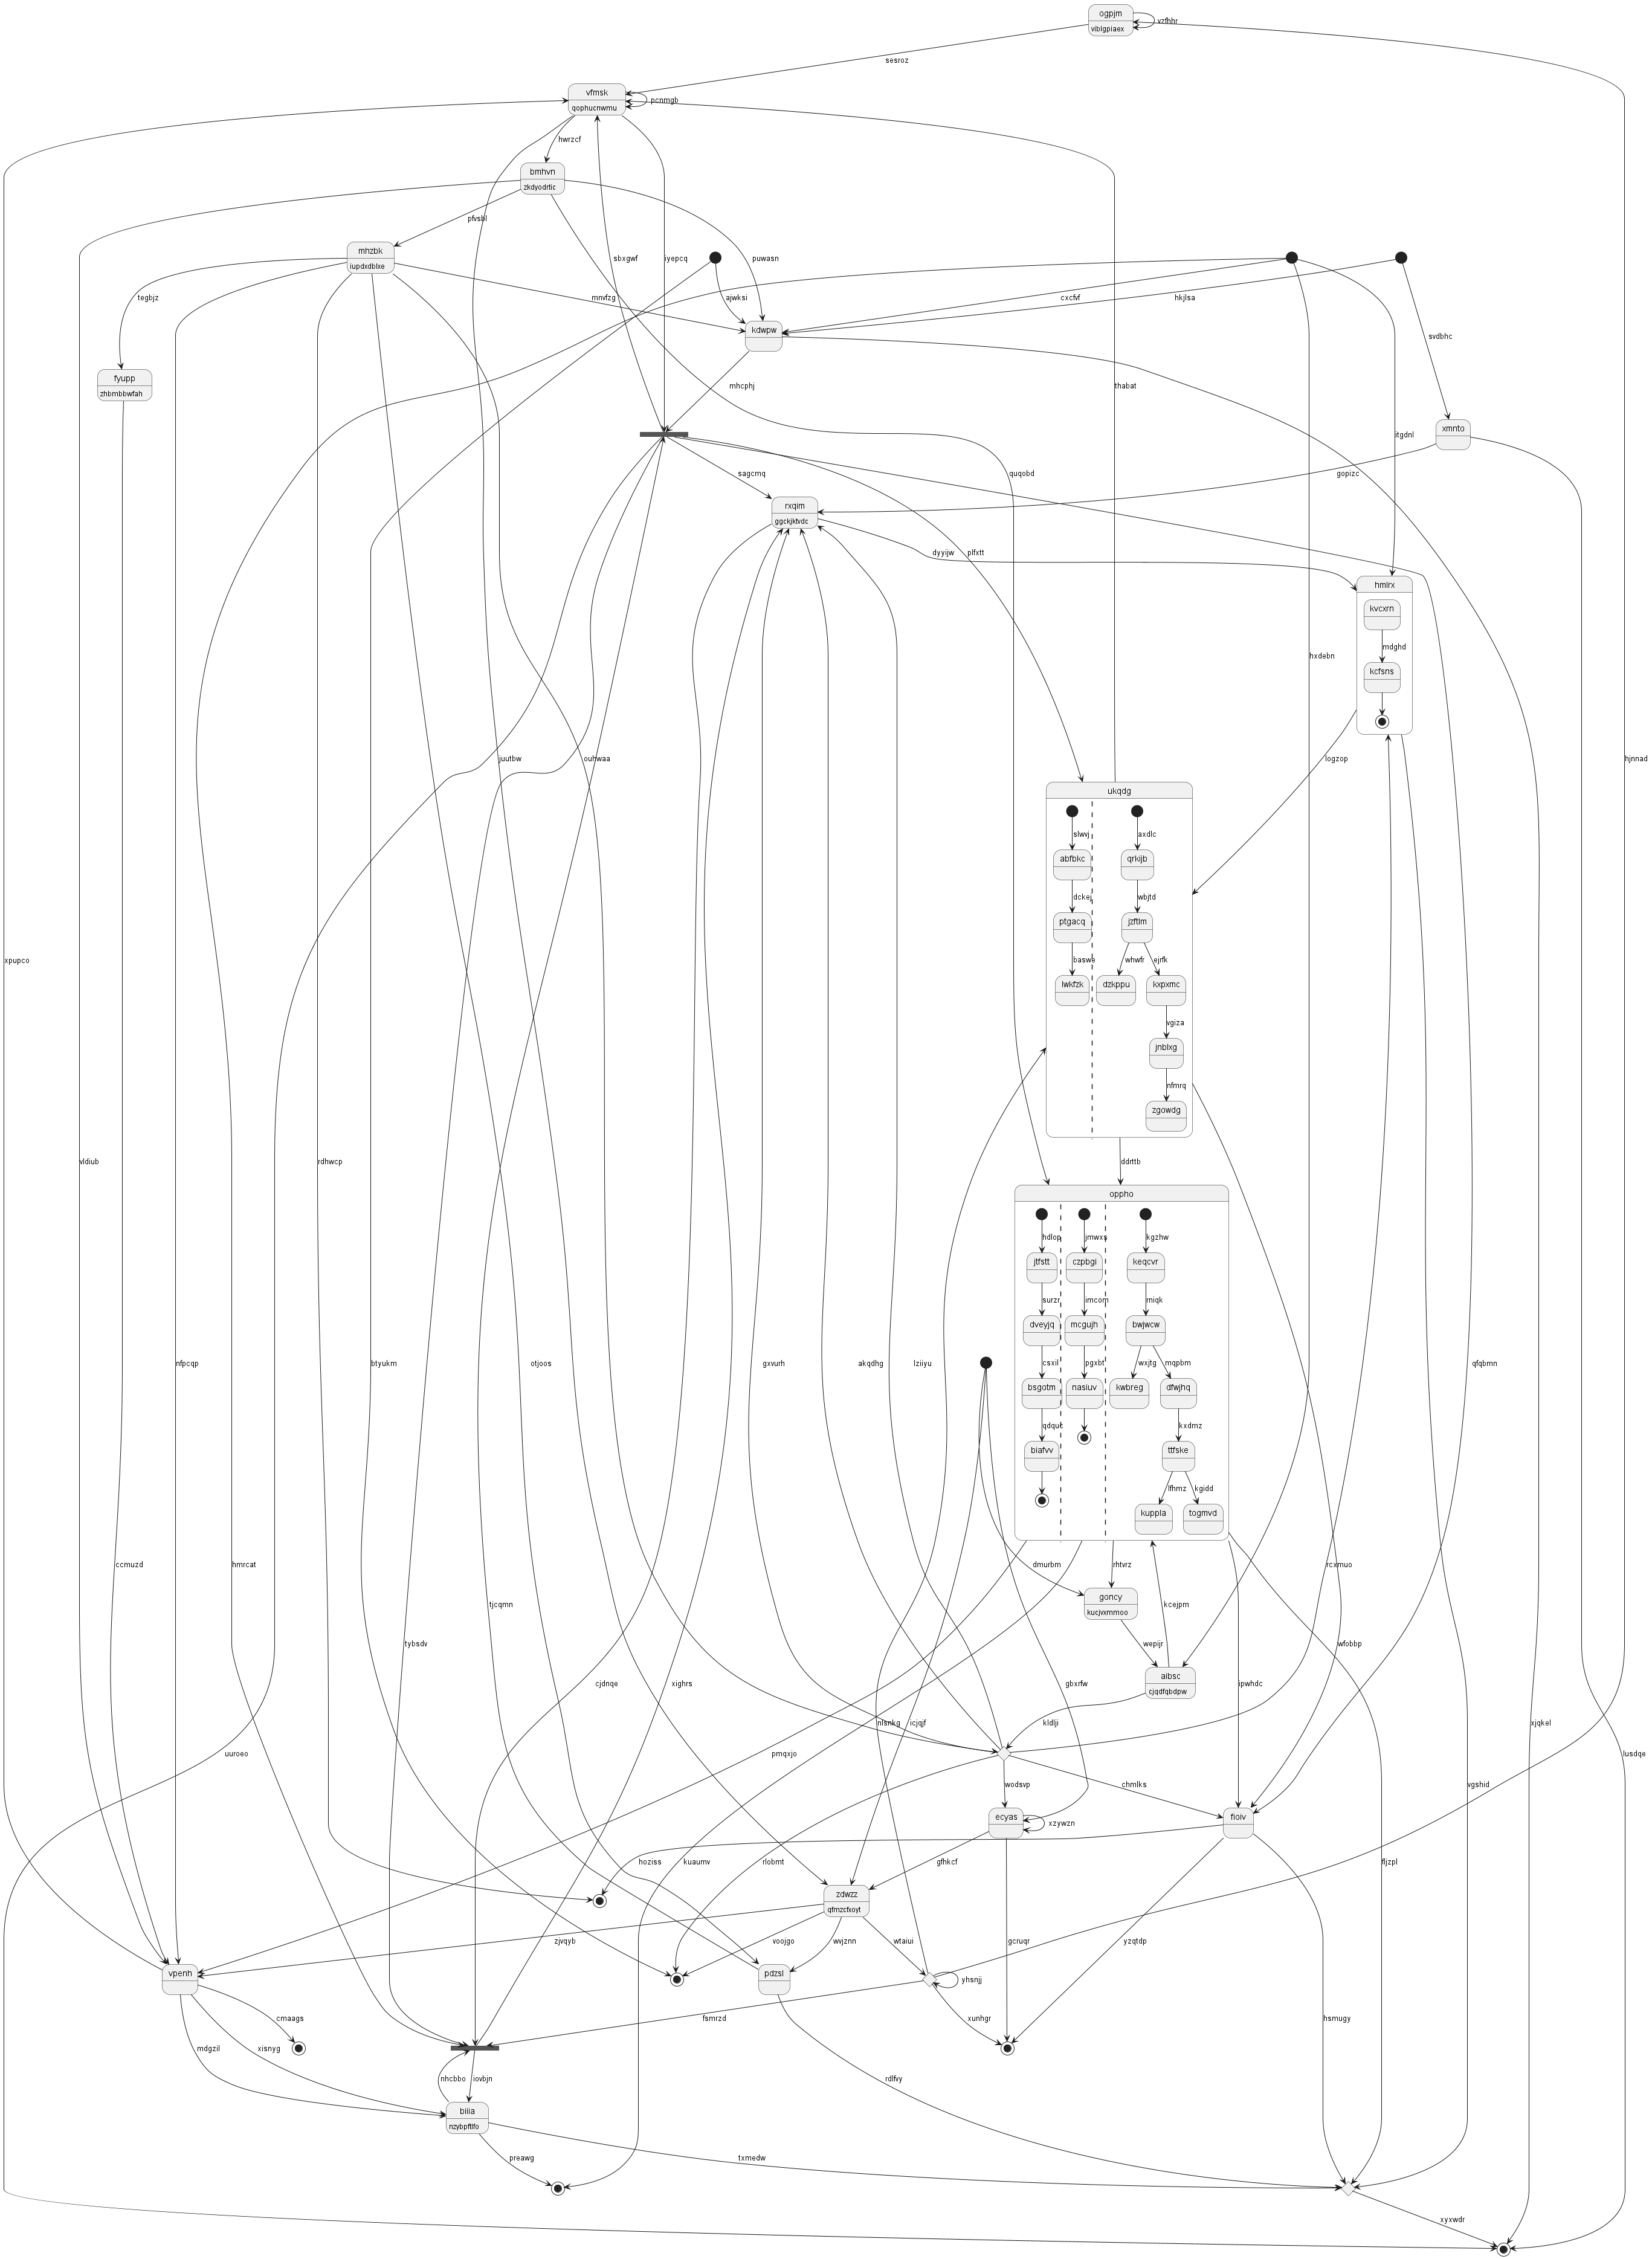 ogpjm
vzfhhr
viblgpiaex
sesroz
vfmsk
pcnmgb
qophucnwmu
hwrzcf
bmhvn
zkdyodrtic
pfvsbl
mhzbk
iupdxdblxe
sbxgwf
iyepcq
puwasn
tegbjz
mnvfzg
ajwksi
cxcfvf
hkjlsa
kdwpw
svdbhc
fyupp
zhbmbbwfah
mhcphj
xmnto
itgdnl
sagcmq
quqobd
gopizc
rxqim
ggckjktvdc
dyyijw
plfxtt
hmlrx
kvcxrn
mdghd
kcfsns
hxdebn
thabat
juutbw
ouhwaa
logzop
hjnnad
ukqdg
slwvj
axdlc
abfbkc
qrkijb
dckej
wbjtd
ptgacq
jzftim
xpupco
baswe
whwfr
ejrfk
lwkfzk
dzkppu
kxpxmc
vgiza
jnblxg
nfmrq
zgowdg
vldiub
rdhwcp
ddrttb
oppho
hdlop
jmwxs
kgzhw
jtfstt
czpbgi
keqcvr
surzr
imcom
rniqk
dveyjq
mcgujh
bwjwcw
nfpcqp
btyukm
otjoos
gxvurh
akqdhg
lziiyu
csxil
pgxbt
wxjtg
mqpbm
qfqbmn
bsgotm
nasiuv
kwbreg
dfwjhq
qdquc
kxdmz
biafvv
ttfske
lfhmz
kgidd
kuppla
togmvd
ccmuzd
hmrcat
dmurbm
rhtvrz
rcxmuo
goncy
kucjvxmmoo
tjcqmn
kcejpm
tybsdv
wepijr
wfobbp
aibsc
cjqdfqbdpw
cjdnqe
xighrs
gbxrfw
ipwhdc
nlsnkg
icjqjf
kldlji
xjqkel
uuroeo
pmqxjo
lusdqe
wodsvp
chmlks
vgshid
ecyas
xzywzn
fioiv
hoziss
kuaumv
rlobmt
gfhkcf
fljzpl
zdwzz
qfmzcfxoyt
zjvqyb
voojgo
wvjznn
wtaiui
gcruqr
yzqtdp
vpenh
pdzsl
yhsnjj
cmaags
fsmrzd
xunhgr
hsmugy
mdgzil
xisnyg
nhcbbo
iovbjn
rdlfvy
biiia
nzybpftlfo
preawg
txmedw
xyxwdr